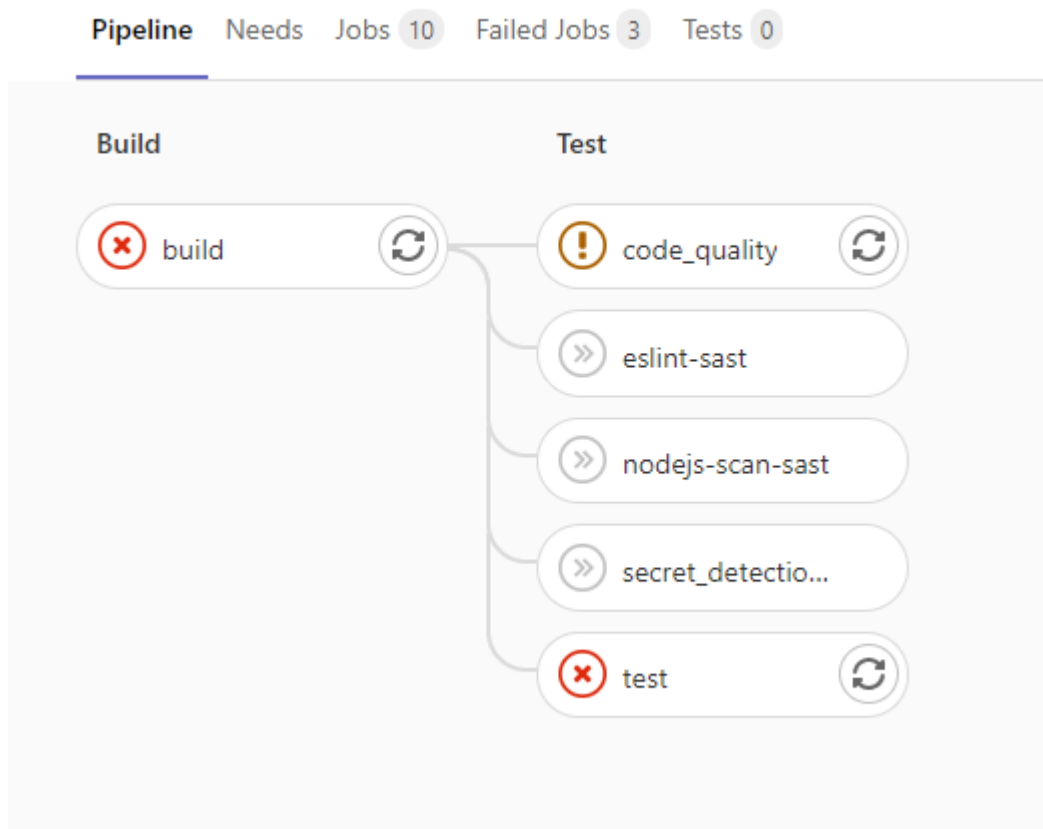 Pipeline Needs Jobs 10 Failed Jobs 3 Tests 0
Build
build
Test
code_quality
eslint-sast
nodejs-scan-sast
secret_detectio...
test